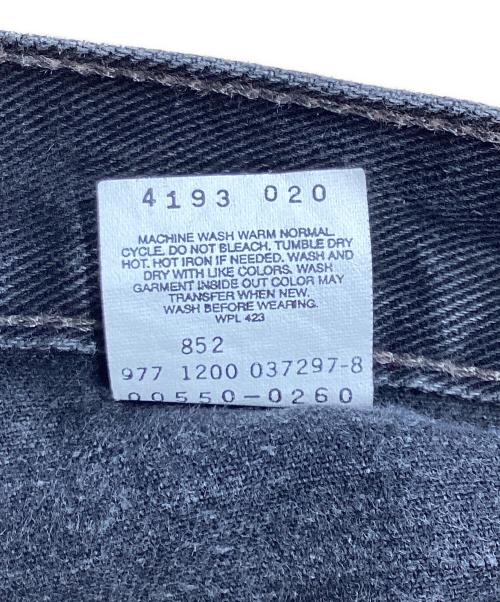 4193 020
MACHINE WASH WARM NORMAL
CYCLE. DO NOT BLEACH. TUMBLE DRY
HOT. HOT IRON IF NEEDED. WASH AND
DRY WITH LIKE COLORS. WASH
GARMENT INSIDE OUT COLOR MAY
TRANSFER WHEN NEW.
WASH BEFORE WEARING.
WPL 423
852
977 1200 037297-8
00550-0260